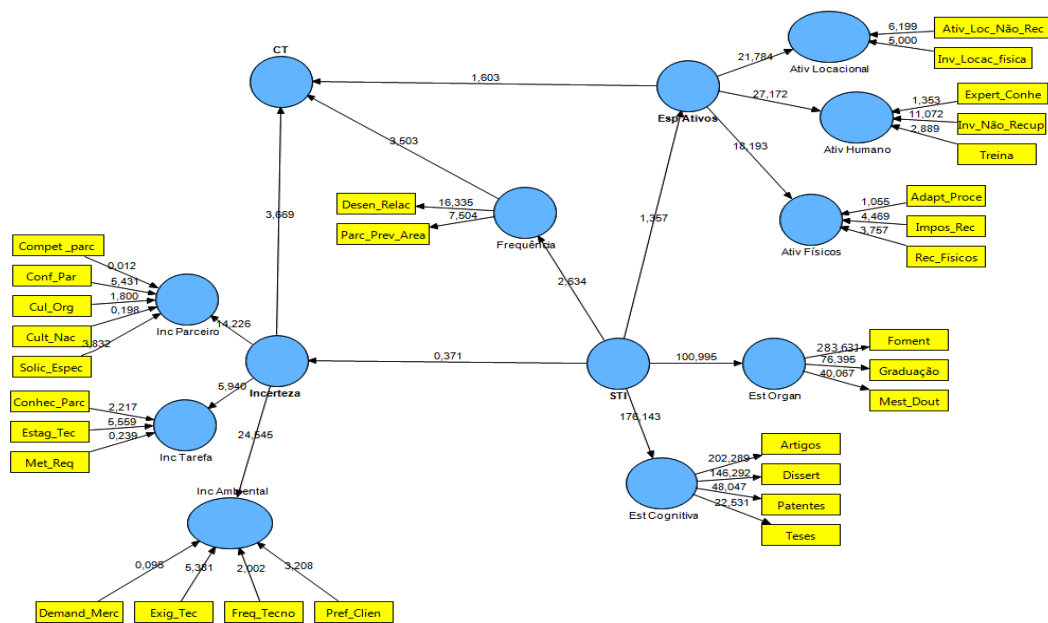 CT
6,199
Ativ_Loc_Não_Rec
5,000
Inv_Locac_fisica
Ativ Locacional
21,784
1,603
27,172
Esp Ativos
1,353
Expert_Conhe
11,072
Inv_Não_Recup
2,889
Treina
Ativ Humano
3,503
18,193
Desen_Relac
16,335
Parc_Prev_Area
7,504
Frequência
1,055
Adapt_Proce
4,469
Impos_Rec
3,757
Rec_Fisicos
Ativ Físicos
3,669
1,357
2,634
Compet _parc
0,012
Conf_Par
5,431
Cul_Org
1,800
Cult_Nac
0,198
Solic_Espec
3,832
Inc Parceiro
14,226
Incerteza
0,371
STI
100,995
Est Organ
283,631
Foment
76,395
Graduação
40,067
Mest_Dout
5,940
Conhec_Parc
2,217
Estag_Tec
5,559
Met_Req
0,239
Inc Tarefa
24,545
176,143
Est Cognitiva
202,289
Artigos
146,292
Dissert
48,047
Patentes
22,531
Teses
Inc Ambiental
0,095
5,381
2,002
3,208
Demand_Merc
Exig_Tec
Freq_Tecno
Pref_Clien